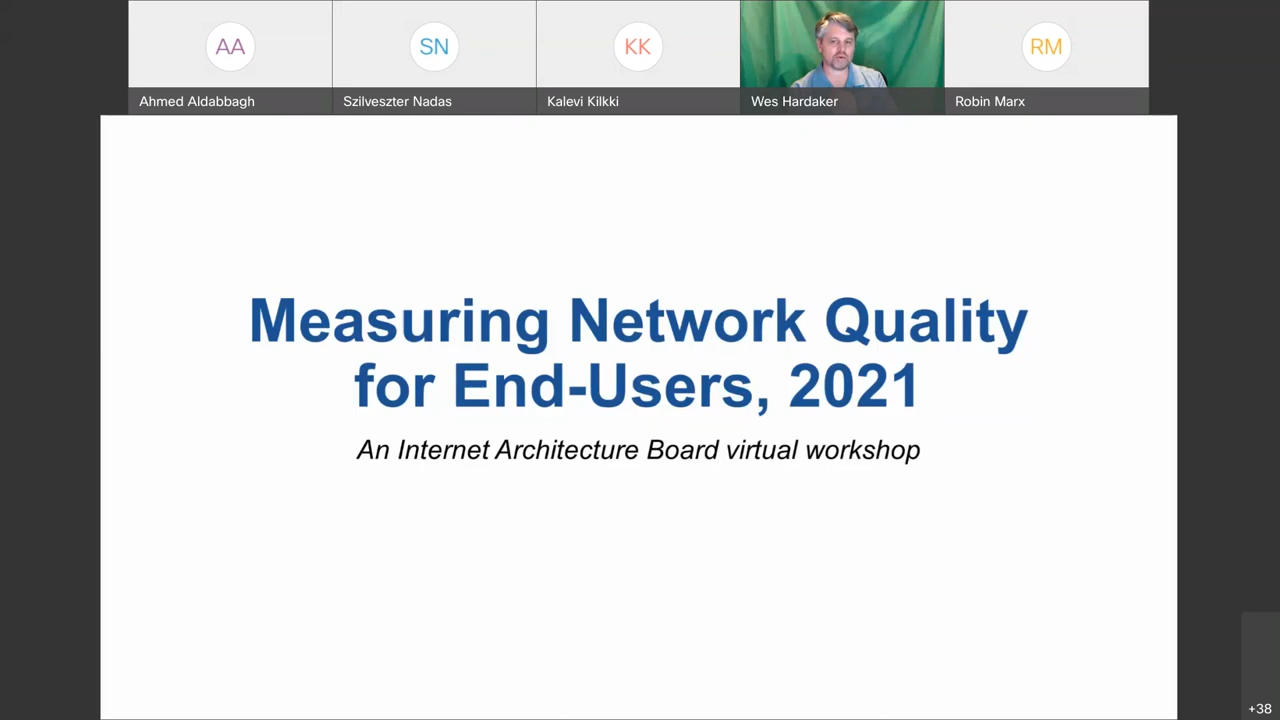 AA
SN
KK
RM
Ahmed Aldabbagh
Szilveszter Nadas
Kalevi Kilkki
Wes Hardaker
Robin Marx
Measuring Network Quality
for End-Users, 2021
An Internet Architecture Board virtual workshop
+38